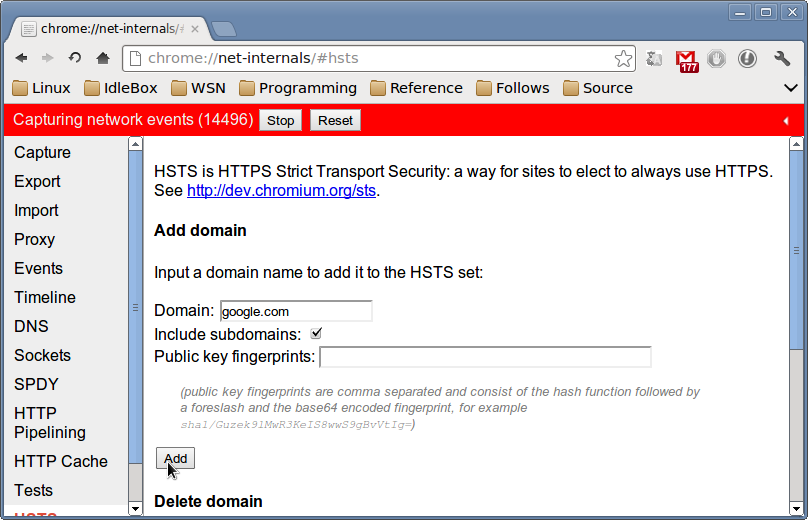 chrome://net-internals/#
chrome://net-internals/#hsts
177
Linux IdleBox WSN Programming Reference Follows Source
Capturing network events (14496) Stop Reset
Capture
Export
Import
Proxy
Events
Timeline
DNS
Sockets
SPDY
HTTP
Pipelining
HTTP Cache
Tests
HSTS
HSTS is HTTPS Strict Transport Security: a way for sites to elect to always use HTTPS.
See http://dev.chromium.org/sts.
Add domain
Input a domain name to add it to the HSTS set:
Domain: google.com
Include subdomains:
Public key fingerprints:
(public key fingerprints are comma separated and consist of the hash function followed by
a foreslash and the base64 encoded fingerprint, for example
sha1/Guzek9lMwR3KeIS8wwS9gBvVtIg=)
Add
Delete domain